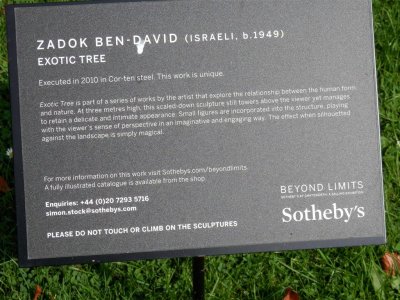 ZADOK BEN-DAVID (ISRAELI, b.1949)
EXOTIC TREE
Executed in 2010 in Cor-ten steel. This work is unique.
Exotic Tree is part of a series of works by the artist that explore the relationship between the human form
and nature. At three metres high, this scaled-down sculpture still towers above the viewer yet manages
to retain a delicate and intimate appearance. Small figures are incorporated into the structure, playing
with the viewer's sense of perspective in an imaginative and engaging way. The effect when silhouetted
against the landscape is simply magical.
For more information on this work visit Sothebys.com/beyondlimits
A fully illustrated catalogue is available from the shop.
Enquiries: +44 (0)20 7293 5716
simon.stock@sothebys.com
PLEASE DO NOT TOUCH OR CLIMB ON THE SCULPTURES
BEYOND LIMITS
SOTHEBY'S AT CHATSWORTH: A SELLING EXHIBITION
Sotheby's